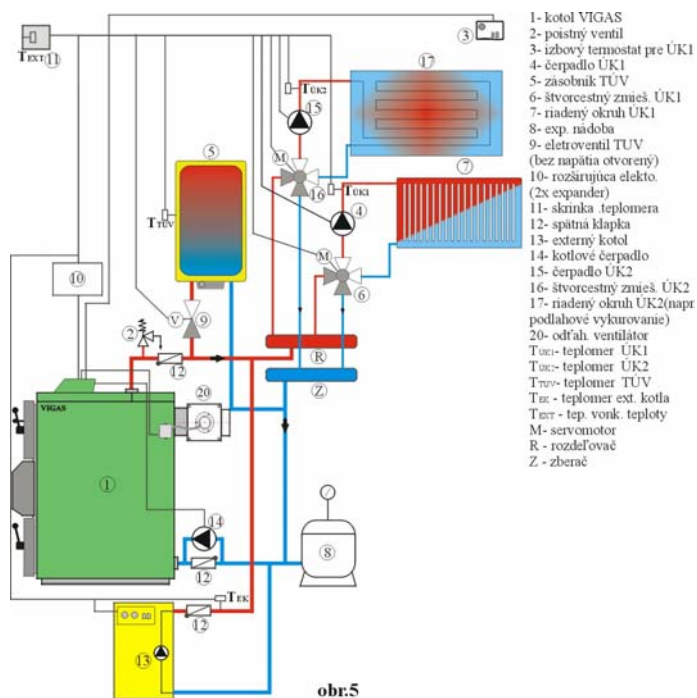 1- kotol VIGAS
2- poistný ventil
3- izbový termostat pre ÚK1
4- čerpadlo ÚK1
5- zásobník TÚV
6- štvorcestný zmieš. ÚK1
7- riadený okruh ÚK1
8- exp. nádoba
9- eletroventil TUV
(bez napätia otvorený)
10- rozširujúca elekto.
(2x expander)
11- skrinka .teplomera
12- spätná klapka
13- externý kotol
14- kotlové čerpadlo
15- čerpadlo ÚK2
16- štvorcestný zmieš. ÚK2
17- riadený okruh ÚK2(napr
podlahové vykurovanie)
20- odťah. ventilátor
TÚK1- teplomer ÚK1
TÚK2- teplomer ÚK2
TTUV- teplomer TÚV
TEK - teplomer ext. kotla
TEXT - tep. vonk. teploty
M- servomotor
R - rozdeľovač
Z - zberač
TEXT 11
3
17
TÚK2
15
M
16
5
7
TÚK1
4
TTÚV
M
6
10
V 9
2
12
R
Z
20
VIGAS
1
14
12
8
TEK
12
13
obr.5